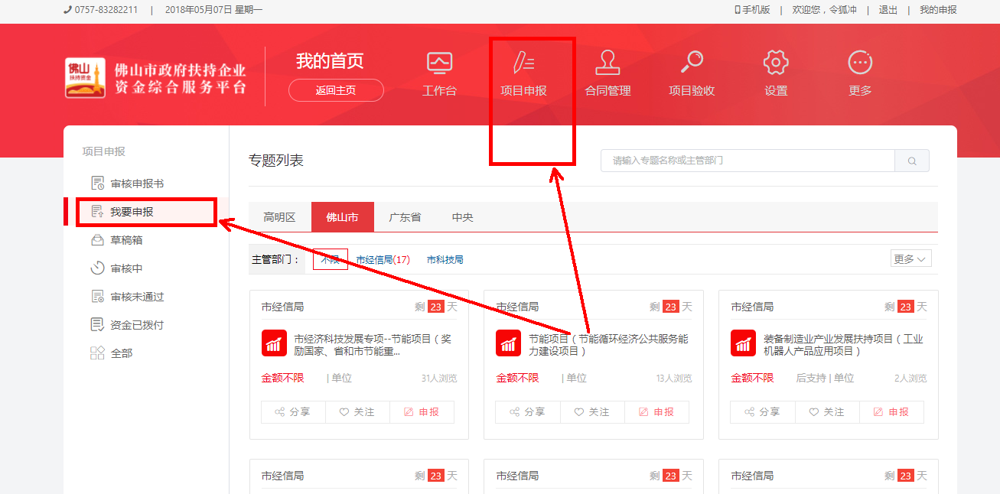 0757-83282211 | 2018年05月07日 星期一
手机版 | 欢迎您，令狐冲 | 退出 | 我的申报
佛山
扶持资金
佛山市政府扶持企业
资金综合服务平台
我的首页
返回主页
工作台
项目申报
合同管理
项目验收
设置
更多
项目申报
审核申报书
我要申报
草稿箱
审核中
审核未通过
资金已拨付
全部
专题列表
请输入专题名称或主管部门
高明区 佛山市 广东省 中央
主管部门： 不限 市经信局(17) 市科技局
更多
市经信局 剩 23 天
市经济科技发展专项--节能项目（奖
励国家、省和市节能重...
金额不限 | 单位 31人浏览
分享 关注 申报
市经信局 剩 23 天
节能项目（节能循环经济公共服务能
力建设项目）
金额不限 | 单位 13人浏览
分享 关注 申报
市经信局 剩 23 天
装备制造业产业发展扶持项目（工业
机器人产品应用项目）
金额不限 后支持 | 单位 2人浏览
分享 关注 申报
市经信局 剩 23 天
市经信局 剩 23 天
市经信局 剩 23 天